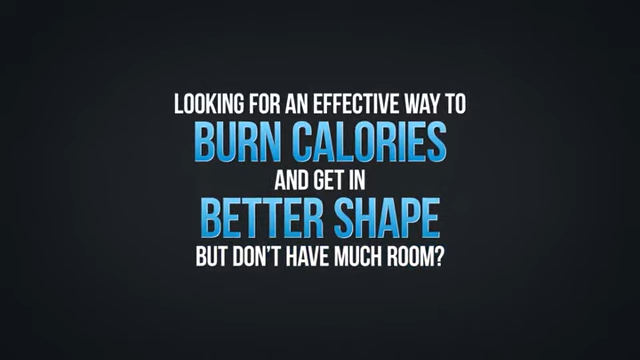 LOOKING FOR AN EFFECTIVE WAY TO
BURN CALORIES
AND GET IN
BETTER SHAPE
BUT DON'T HAVE MUCH ROOM?